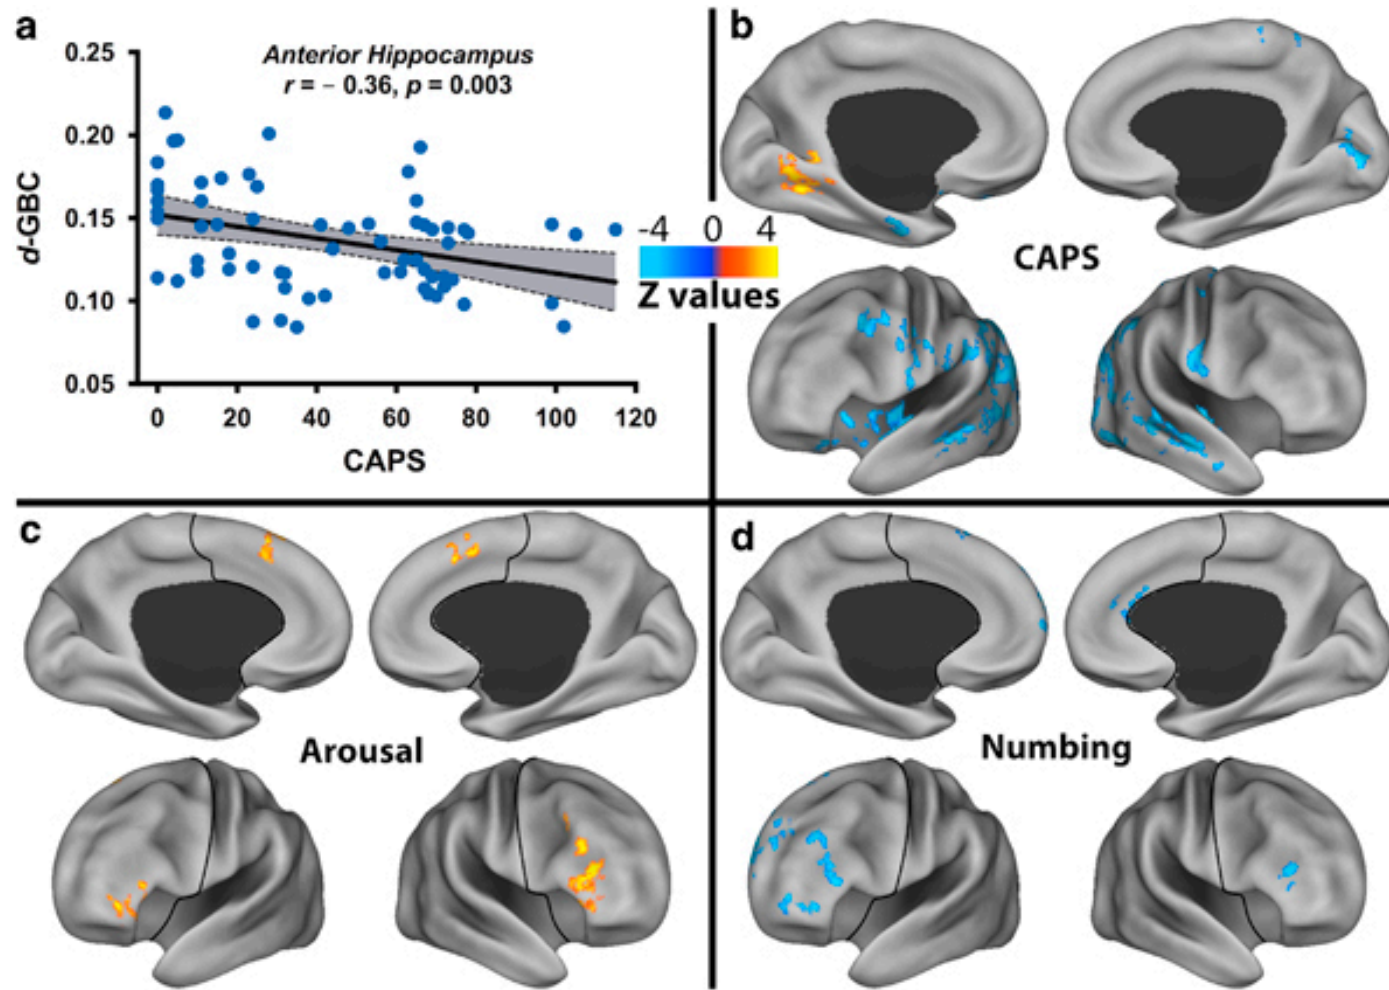 a
Anterior Hippocampus
r = − 0.36, p = 0.003
0.25
0.20
0.15
0.10
0.05
d-GBC
0 20 40 60 80 100 120
CAPS
b
-4 0 4
Z values
CAPS
c
Arousal
d
Numbing